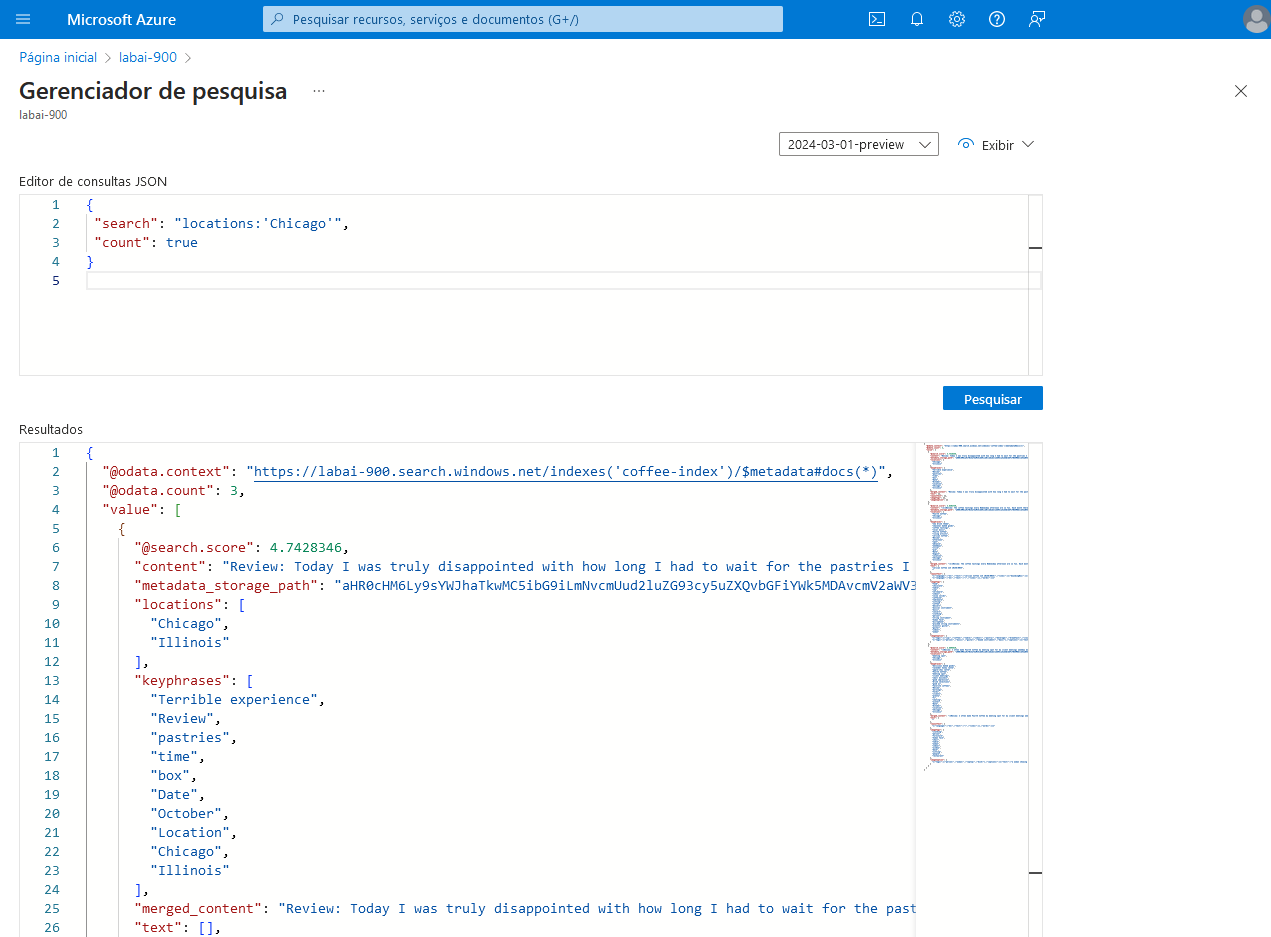 Microsoft Azure
Pesquisar recursos, serviços e documentos (G+/)
Página inicial > labai-900 >
Gerenciador de pesquisa ...
labai-900
2024-03-01-preview
Exibir
Editor de consultas JSON
1 {
2 "search": "locations:'Chicago'",
3 "count": true
4 }
5
Pesquisar
Resultados
1 {
2 "@odata.context": "https://labai-900.search.windows.net/indexes('coffee-index')/$metadata#docs(*)",
3 "@odata.count": 3,
4 "value": [
5 {
6 "@search.score": 4.7428346,
7 "content": "Review: Today I was truly disappointed with how long I had to wait for the pastries I
8 "metadata_storage_path": "aHR0cHM6Ly9sYWJhaTkwMC5ibG9iLmNvcmUud2luZG93cy5uZXQvbGFiYWk5MDAvcmV2aWV3
9 "locations": [
10 "Chicago",
11 "Illinois"
12 ],
13 "keyphrases": [
14 "Terrible experience",
15 "Review",
16 "pastries",
17 "time",
18 "box",
19 "Date",
20 "October",
21 "Location",
22 "Chicago",
23 "Illinois"
24 ],
25 "merged_content": "Review: Today I was truly disappointed with how long I had to wait for the past
26 "text": [],